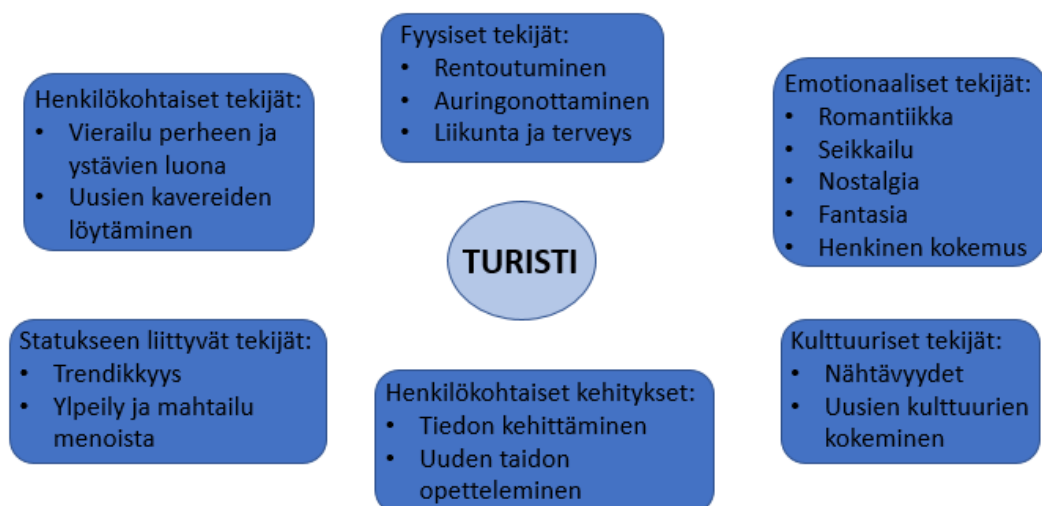 Fyysiset tekijät:
• Rentoutuminen
• Auringonottaminen
• Liikunta ja terveys
Henkilökohtaiset tekijät:
• Vierailu perheen ja
ystävien luona
• Uusien kavereiden
löytäminen
Emotionaaliset tekijät:
• Romantiikka
• Seikkailu
• Nostalgia
• Fantasia
• Henkinen kokemus
TURISTI
Statukseen liittyvät tekijät:
• Trendikkyys
• Ylpeily ja mahtailu
menoista
Henkilökohtaiset kehitykset:
• Tiedon kehittäminen
• Uuden taidon
opetteleminen
Kulttuuriset tekijät:
• Nähtävyydet
• Uusien kulttuurien
kokeminen